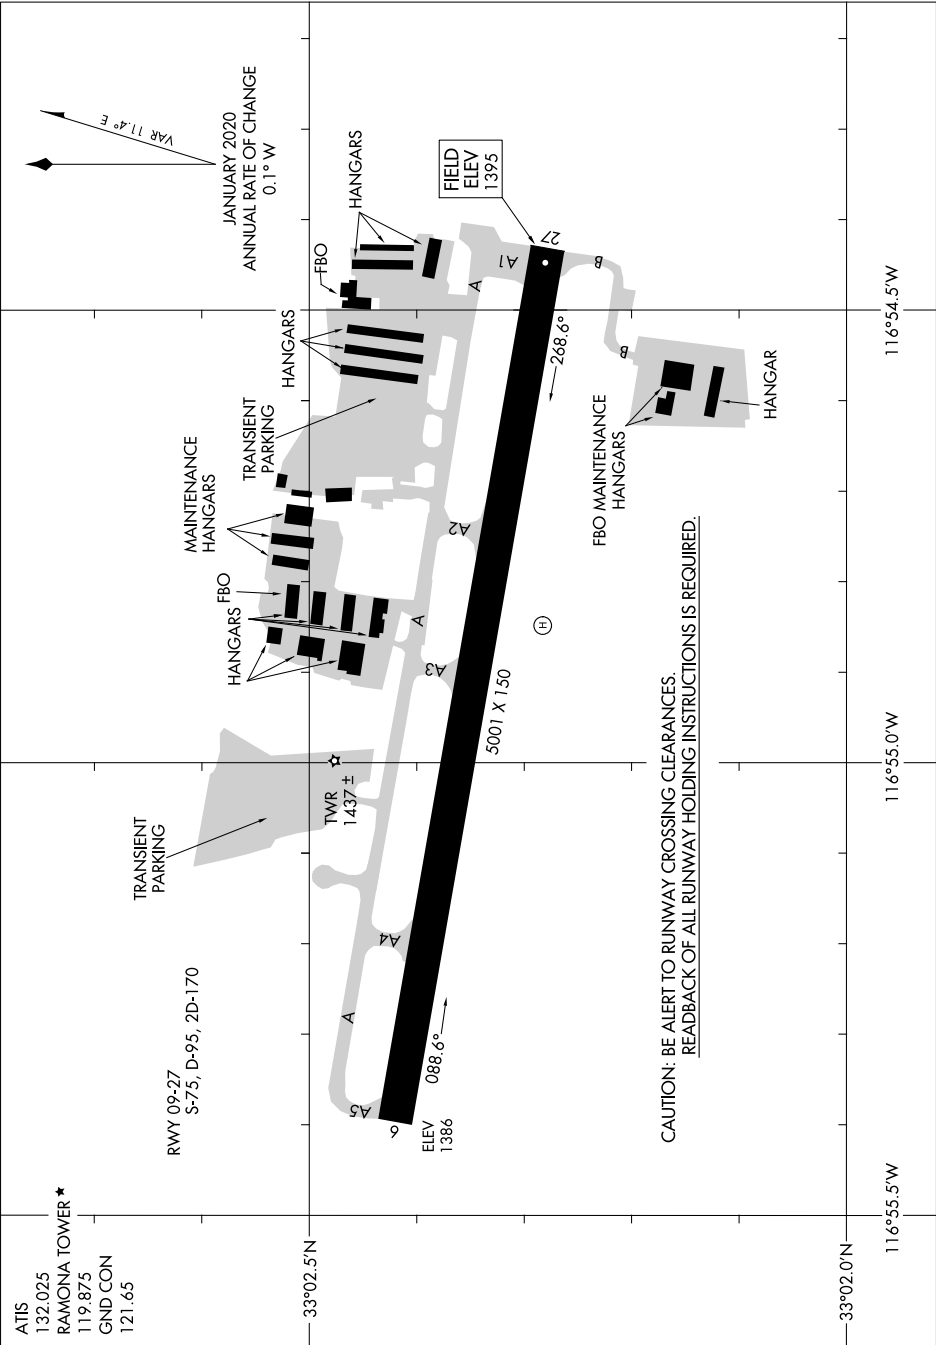 ATIS
132.025
RAMONA TOWER ★
119.875
GND CON
121.65
RWY 09-27
S-75, D-95, 2D-170
TRANSIENT
PARKING
TWR
1437 ±
HANGARS
FBO
MAINTENANCE
HANGARS
TRANSIENT
PARKING
HANGARS
FBO
HANGARS
JANUARY 2020
ANNUAL RATE OF CHANGE
0.1° W
VAR 11.4° E
FIELD
ELEV
1395
A
A1
27
B
B
268.6°
A2
A
A3
5001 X 150
H
A4
A
A5
9
088.6°
ELEV
1386
FBO MAINTENANCE
HANGARS
HANGAR
CAUTION: BE ALERT TO RUNWAY CROSSING CLEARANCES.
READBACK OF ALL RUNWAY HOLDING INSTRUCTIONS IS REQUIRED.
33°02.5'N
33°02.0'N
116°55.5'W
116°55.0'W
116°54.5'W